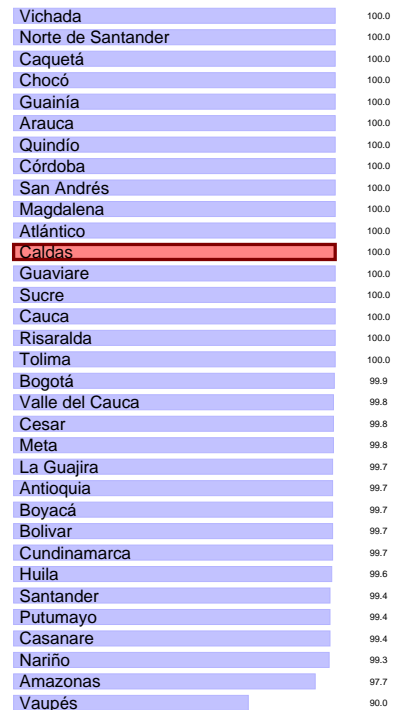 Vichada 100.0
Norte de Santander 100.0
Caquetá 100.0
Chocó 100.0
Guainía 100.0
Arauca 100.0
Quindío 100.0
Córdoba 100.0
San Andrés 100.0
Magdalena 100.0
Atlántico 100.0
Caldas 100.0
Guaviare 100.0
Sucre 100.0
Cauca 100.0
Risaralda 100.0
Tolima 100.0
Bogotá 99.9
Valle del Cauca 99.8
Cesar 99.8
Meta 99.8
La Guajira 99.7
Antioquia 99.7
Boyacá 99.7
Bolivar 99.7
Cundinamarca 99.7
Huila 99.6
Santander 99.4
Putumayo 99.4
Casanare 99.4
Nariño 99.3
Amazonas 97.7
Vaupés 90.0